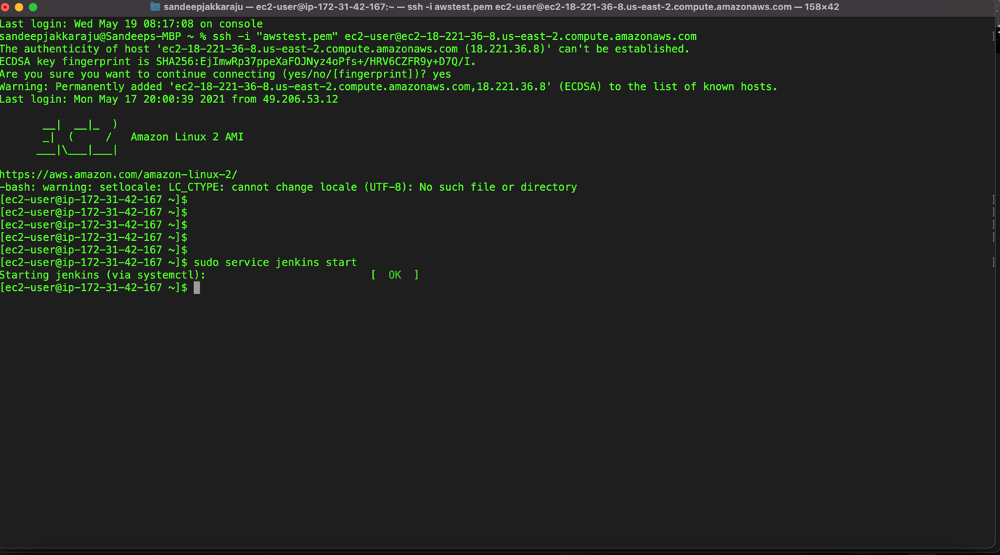 sandeepjakkaraju — ec2-user@ip-172-31-42-167:~ — ssh -i awstest.pem ec2-user@ec2-18-221-36-8.us-east-2.compute.amazonaws.com — 158×42
Last login: Wed May 19 08:17:08 on console
sandeepjakkaraju@Sandeeps-MBP ~ % ssh -i "awstest.pem" ec2-user@ec2-18-221-36-8.us-east-2.compute.amazonaws.com
The authenticity of host 'ec2-18-221-36-8.us-east-2.compute.amazonaws.com (18.221.36.8)' can't be established.
ECDSA key fingerprint is SHA256:EjImwRp37ppeXaFOJNyz4oPfs+/HRV6CZFR9y+D7Q/I.
Are you sure you want to continue connecting (yes/no/[fingerprint])? yes
Warning: Permanently added 'ec2-18-221-36-8.us-east-2.compute.amazonaws.com,18.221.36.8' (ECDSA) to the list of known hosts.
Last login: Mon May 17 20:00:39 2021 from 49.206.53.12
       __|  __|_  )
       _|  (     /   Amazon Linux 2 AMI
      ___|\___|___|
https://aws.amazon.com/amazon-linux-2/
-bash: warning: setlocale: LC_CTYPE: cannot change locale (UTF-8): No such file or directory
[ec2-user@ip-172-31-42-167 ~]$
[ec2-user@ip-172-31-42-167 ~]$
[ec2-user@ip-172-31-42-167 ~]$
[ec2-user@ip-172-31-42-167 ~]$
[ec2-user@ip-172-31-42-167 ~]$
[ec2-user@ip-172-31-42-167 ~]$ sudo service jenkins start
Starting jenkins (via systemctl):                          [  OK  ]
[ec2-user@ip-172-31-42-167 ~]$